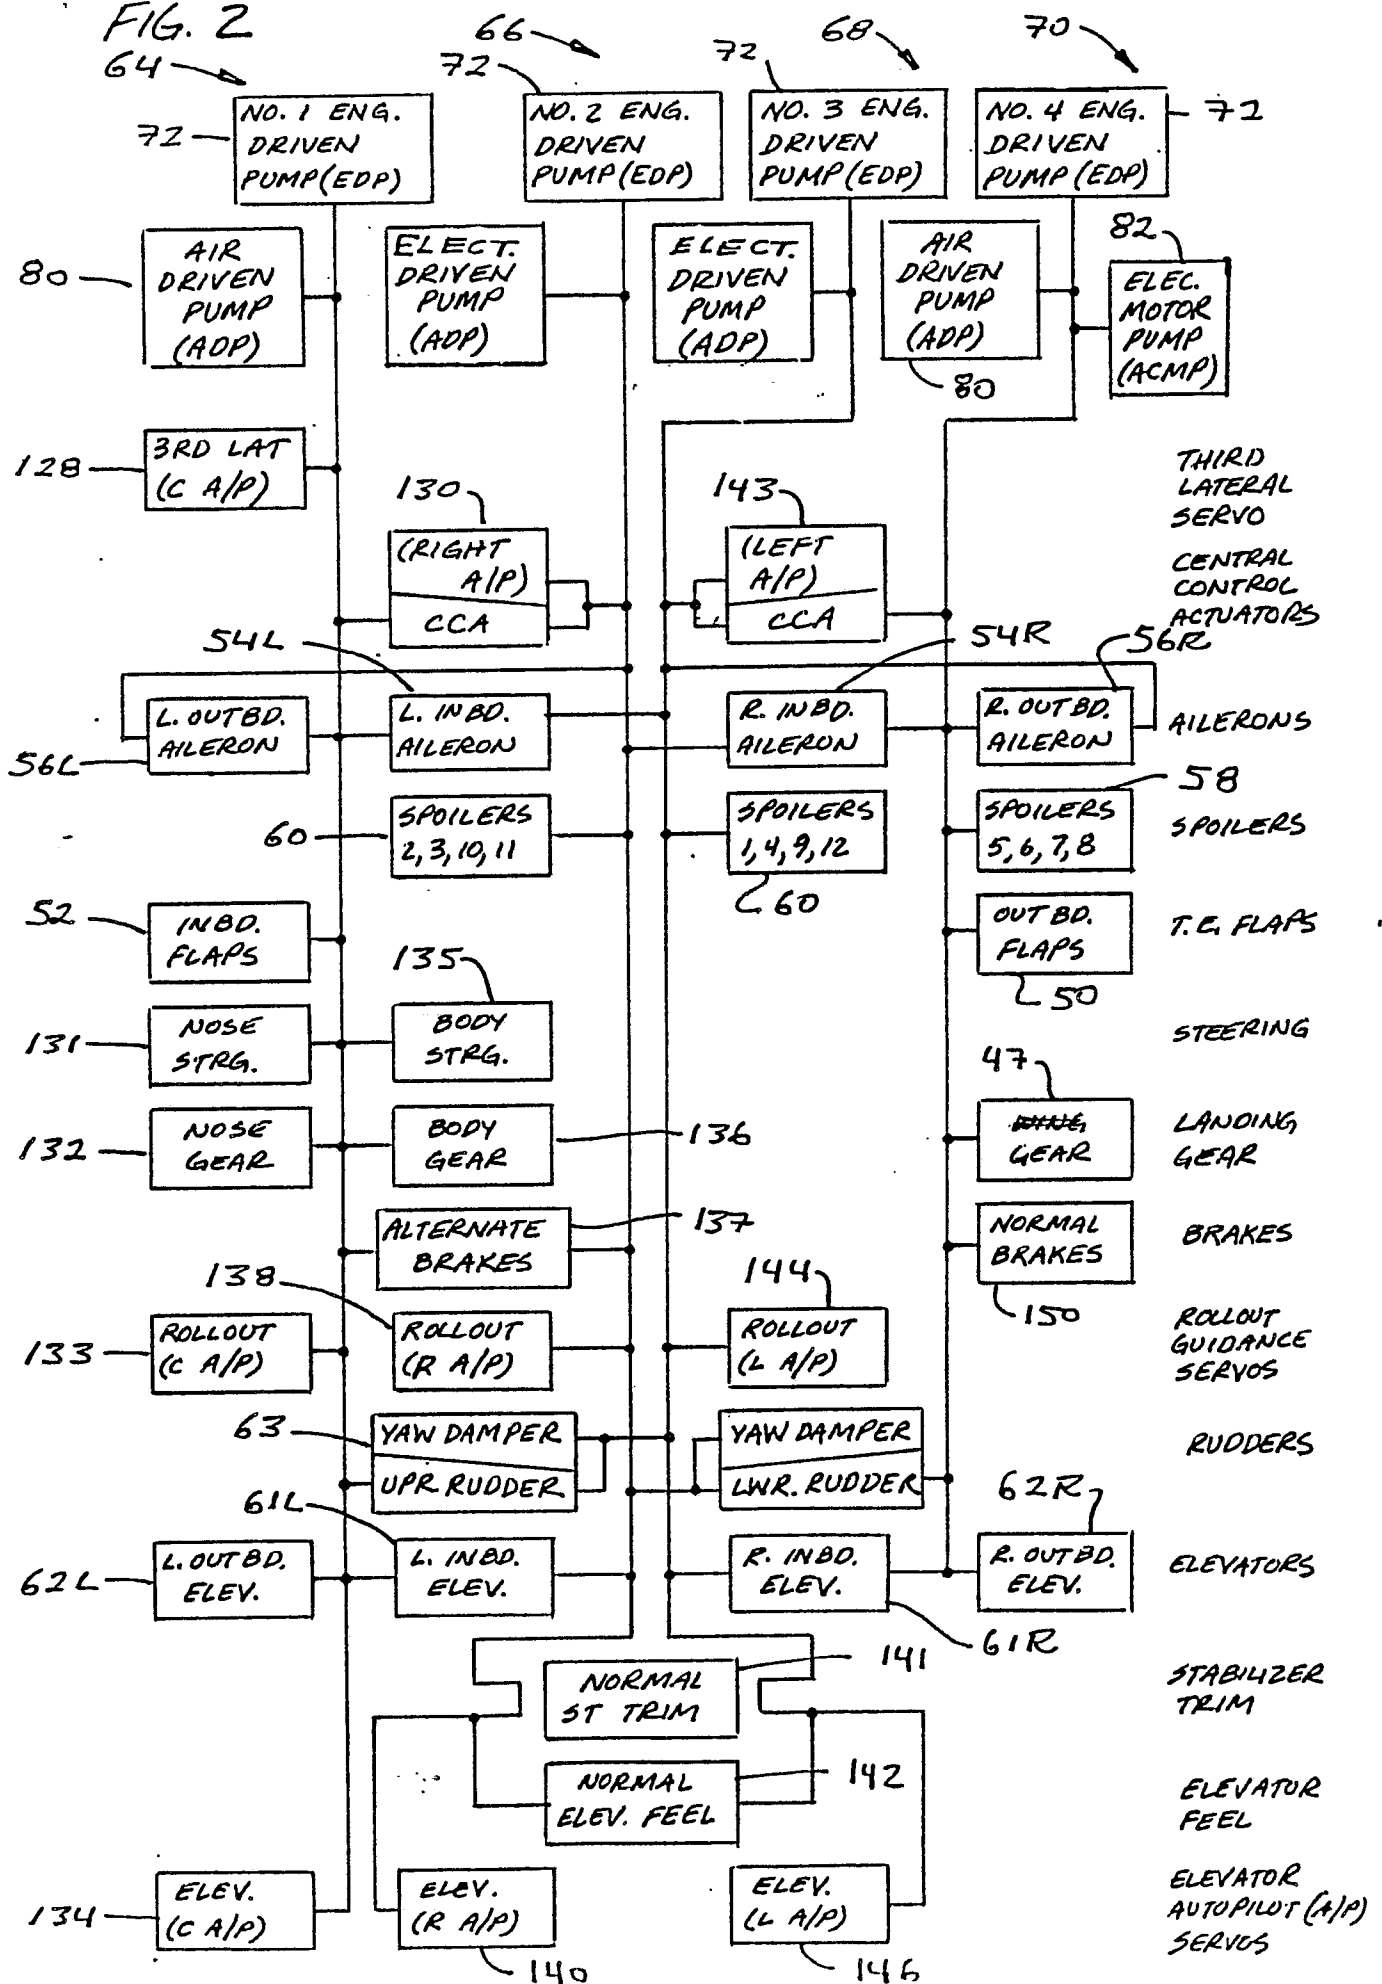 FIG. 2
64
66
68
70
72
72
72
72
NO. 1 ENG.
DRIVEN
PUMP (EDP)
NO. 2 ENG.
DRIVEN
PUMP (EDP)
NO. 3 ENG.
DRIVEN
PUMP (EDP)
NO. 4 ENG.
DRIVEN
PUMP (EDP)
80
AIR
DRIVEN
PUMP
(ADP)
ELECT.
DRIVEN
PUMP
(ADP)
ELECT.
DRIVEN
PUMP
(ADP)
AIR
DRIVEN
PUMP
(ADP)
80
82
ELEC.
MOTOR
PUMP
(ACMP)
128
3RD LAT
(C A/P)
THIRD
LATERAL
SERVO
130
(RIGHT
A/P)
CCA
143
(LEFT
A/P)
CCA
CENTRAL
CONTROL
ACTUATORS
54L
54R
56R
L. OUTBD.
AILERON
56L
L. INBD.
AILERON
R. INBD.
AILERON
R. OUTBD.
AILERON
AILERONS
60
SPOILERS
2, 3, 10, 11
SPOILERS
1, 4, 9, 12
60
58
SPOILERS
5, 6, 7, 8
SPOILERS
52
INBD.
FLAPS
OUTBD.
FLAPS
50
T.E. FLAPS
131
NOSE
STRG.
135
BODY
STRG.
STEERING
132
NOSE
GEAR
BODY
GEAR
136
47
WING
GEAR
LANDING
GEAR
ALTERNATE
BRAKES
137
NORMAL
BRAKES
150
BRAKES
133
ROLLOUT
(C A/P)
138
ROLLOUT
(R A/P)
144
ROLLOUT
(L A/P)
ROLLOUT
GUIDANCE
SERVOS
63
YAW DAMPER
UPR RUDDER
YAW DAMPER
LWR. RUDDER
RUDDERS
61L
62R
62L
L. OUTBD.
ELEV.
L. INBD.
ELEV.
R. INBD.
ELEV.
61R
R. OUTBD.
ELEV.
ELEVATORS
NORMAL
ST TRIM
141
STABILIZER
TRIM
NORMAL
ELEV. FEEL
142
ELEVATOR
FEEL
134
ELEV.
(C A/P)
ELEV.
(R A/P)
140
ELEV.
(L A/P)
146
ELEVATOR
AUTOPILOT (A/P)
SERVOS